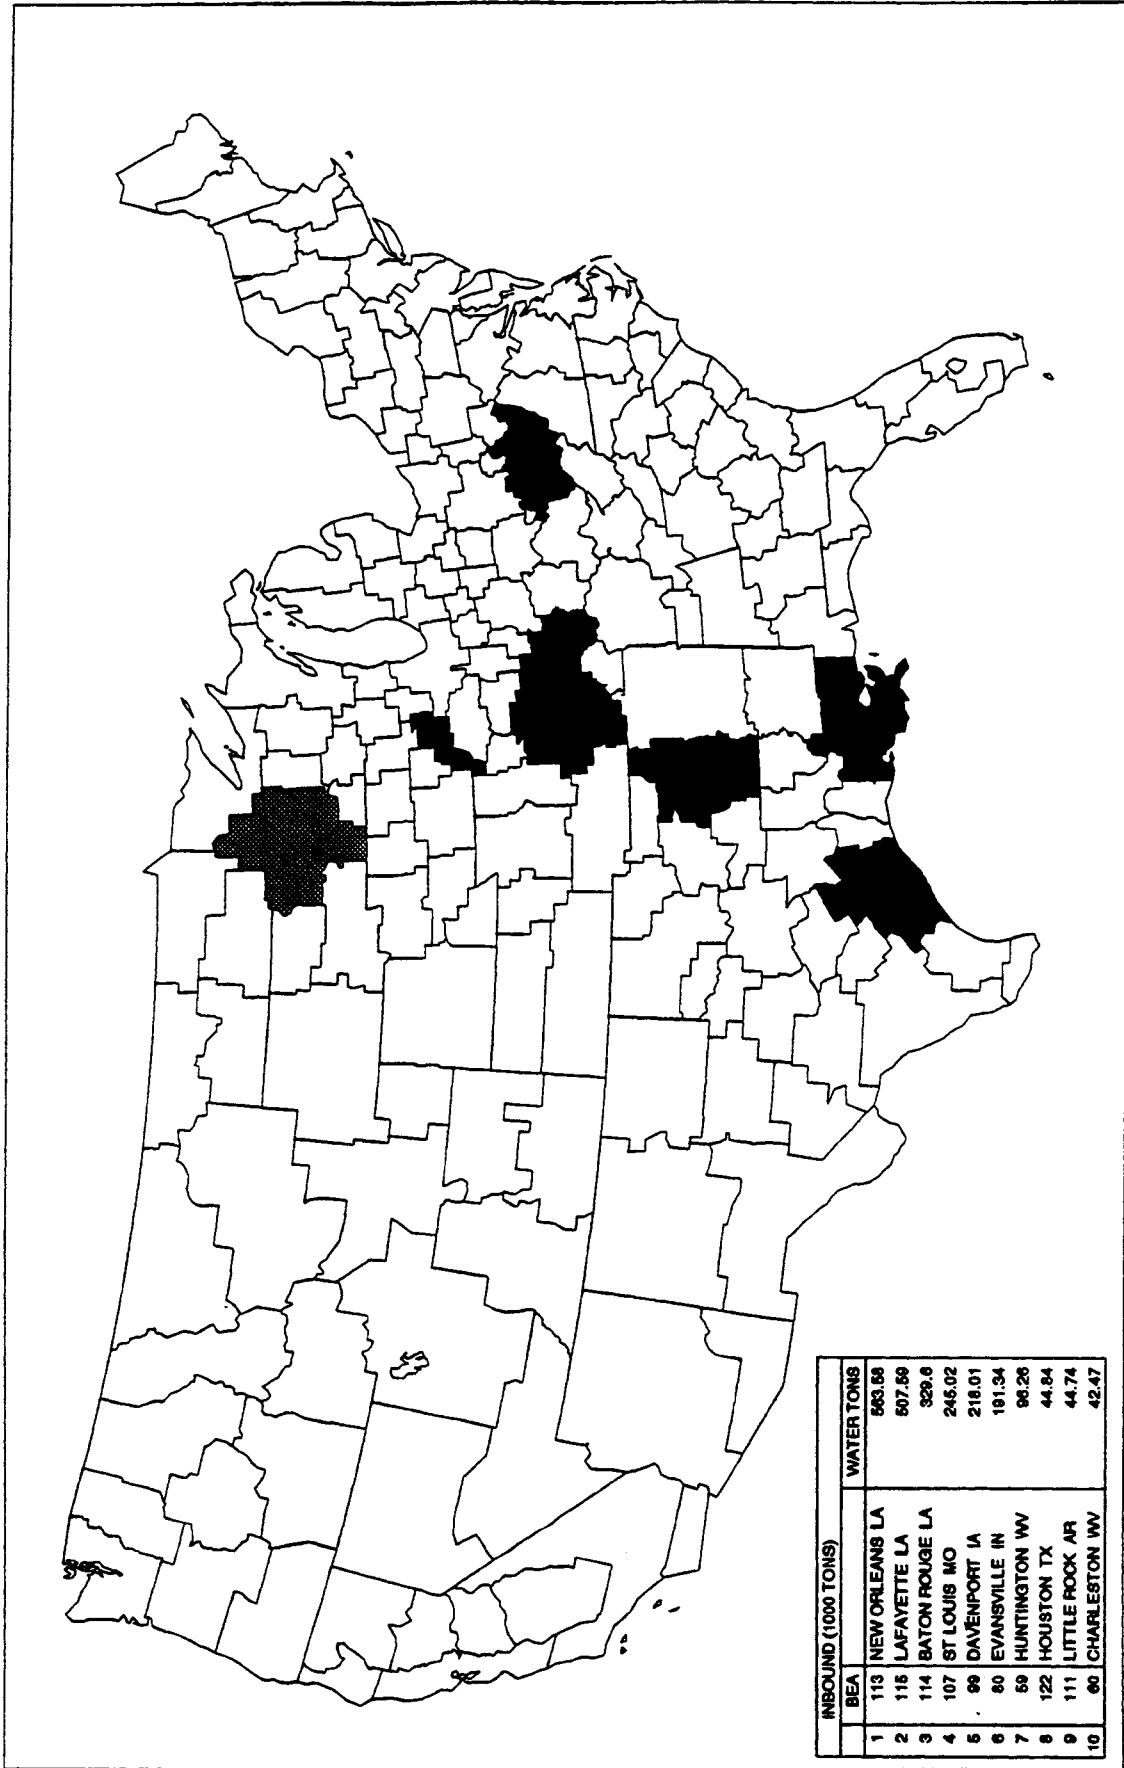 INBOUND (1000 TONS)
BEA WATER TONS
1 113 NEW ORLEANS LA 563.58
2 115 LAFAYETTE LA 507.59
3 114 BATON ROUGE LA 329.6
4 107 ST LOUIS MO 245.02
5 99 DAVENPORT IA 218.01
6 80 EVANSVILLE IN 191.34
7 59 HUNTINGTON WV 96.26
8 122 HOUSTON TX 44.84
9 111 LITTLE ROCK AR 44.74
10 60 CHARLESTON WV 42.47